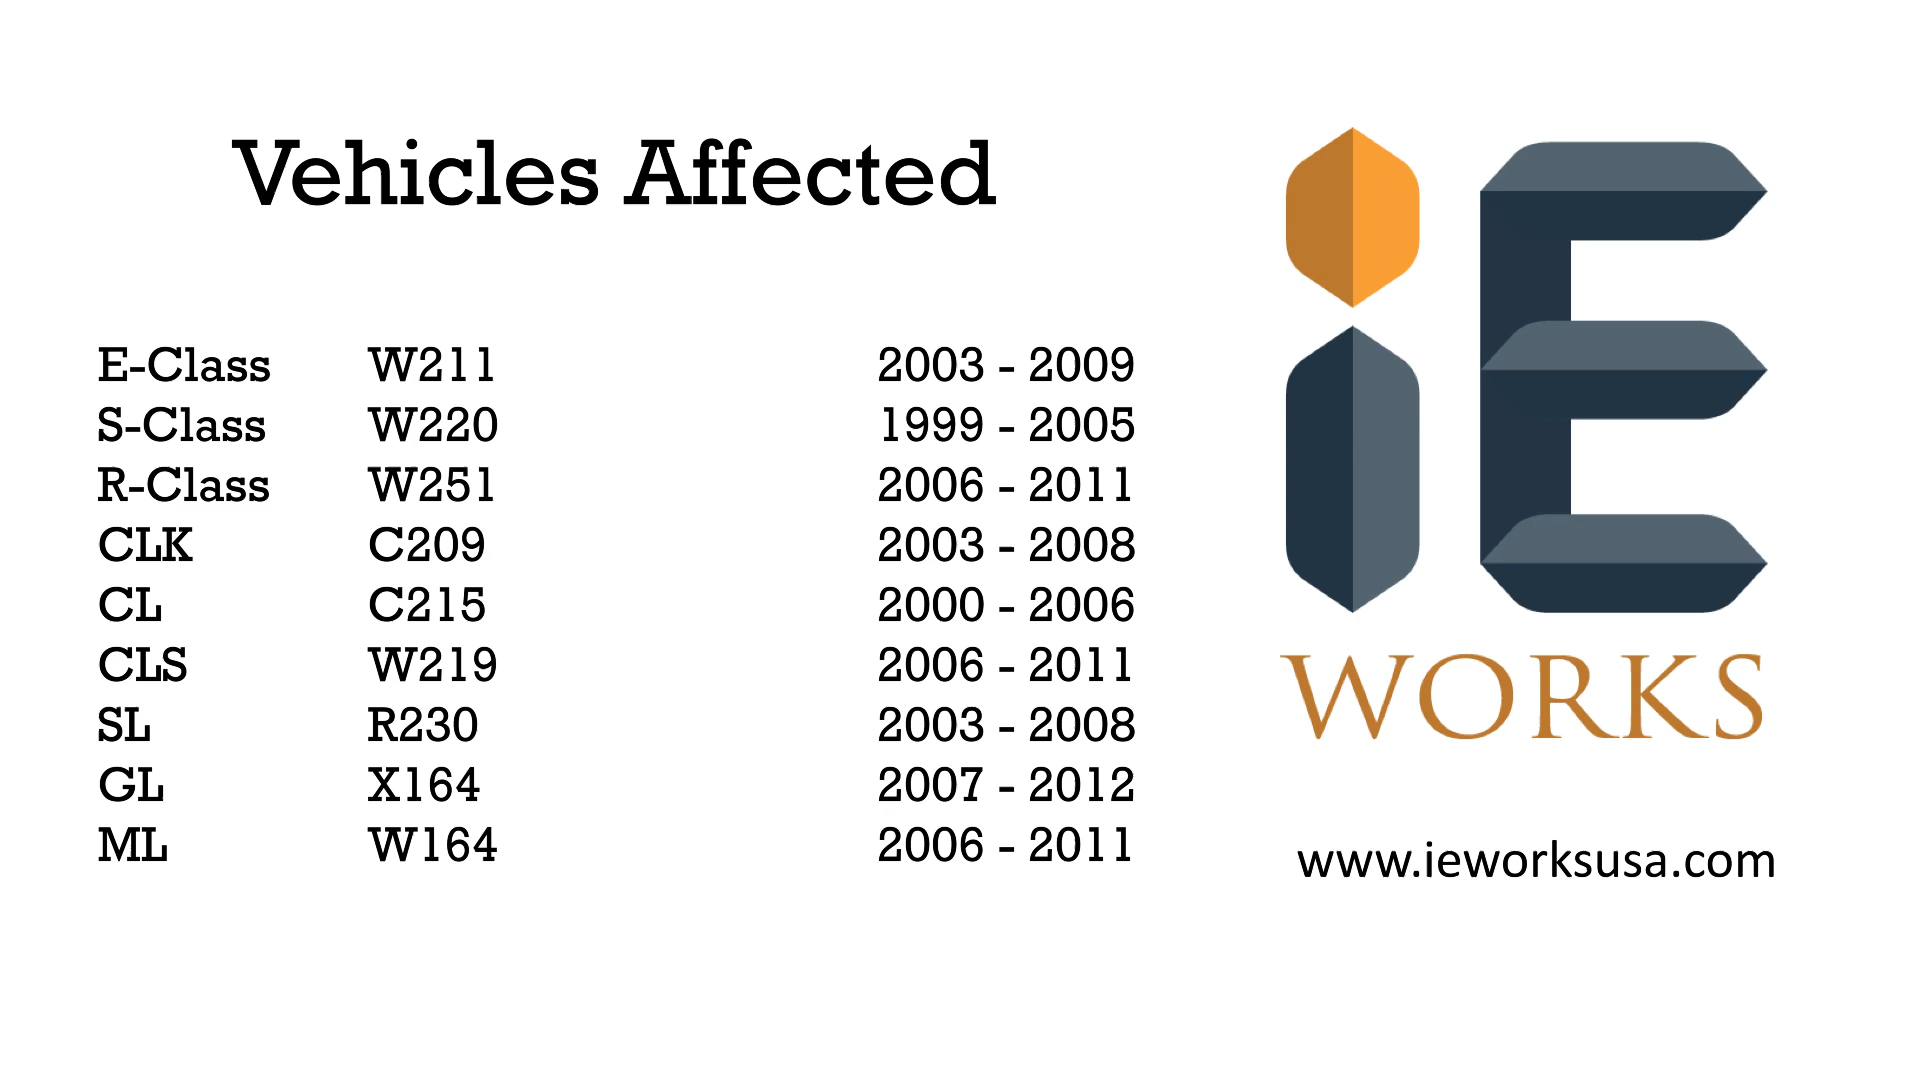 Vehicles Affected
E-Class W211 2003 - 2009
S-Class W220 1999 - 2005
R-Class W251 2006 - 2011
CLK C209 2003 - 2008
CL C215 2000 - 2006
CLS W219 2006 - 2011
SL R230 2003 - 2008
GL X164 2007 - 2012
ML W164 2006 - 2011
iE
WORKS
www.ieworksusa.com